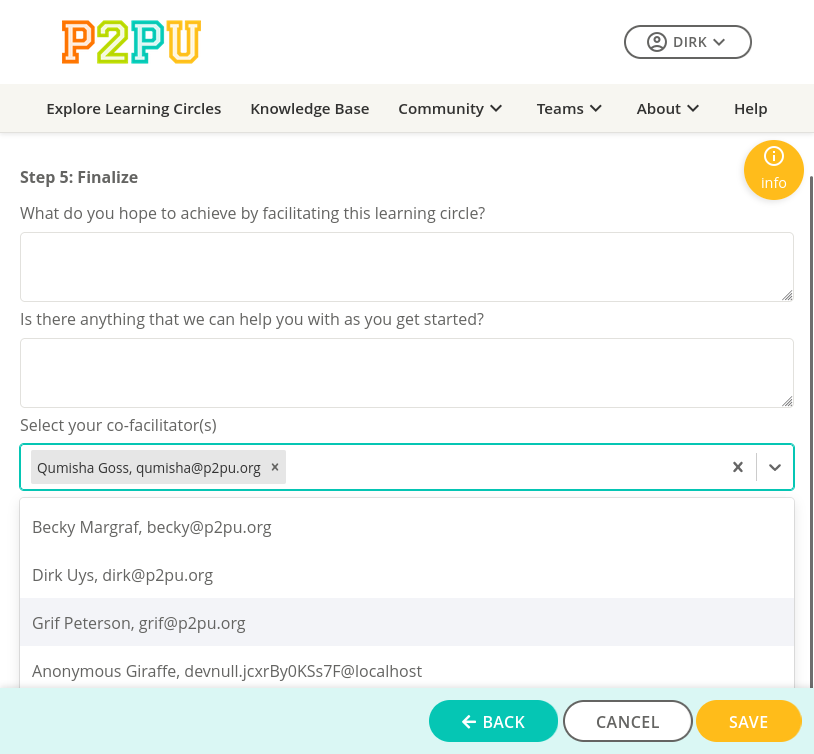 P2PU
DIRK
Explore Learning Circles Knowledge Base Community Teams About Help
Info
Step 5: Finalize
What do you hope to achieve by facilitating this learning circle?
Is there anything that we can help you with as you get started?
Select your co-facilitator(s)
Qumisha Goss, qumisha@p2pu.org
Becky Margraf, becky@p2pu.org
Dirk Uys, dirk@p2pu.org
Grif Peterson, grif@p2pu.org
Anonymous Giraffe, devnull.jcxrBy0KSs7F@localhost
BACK CANCEL SAVE